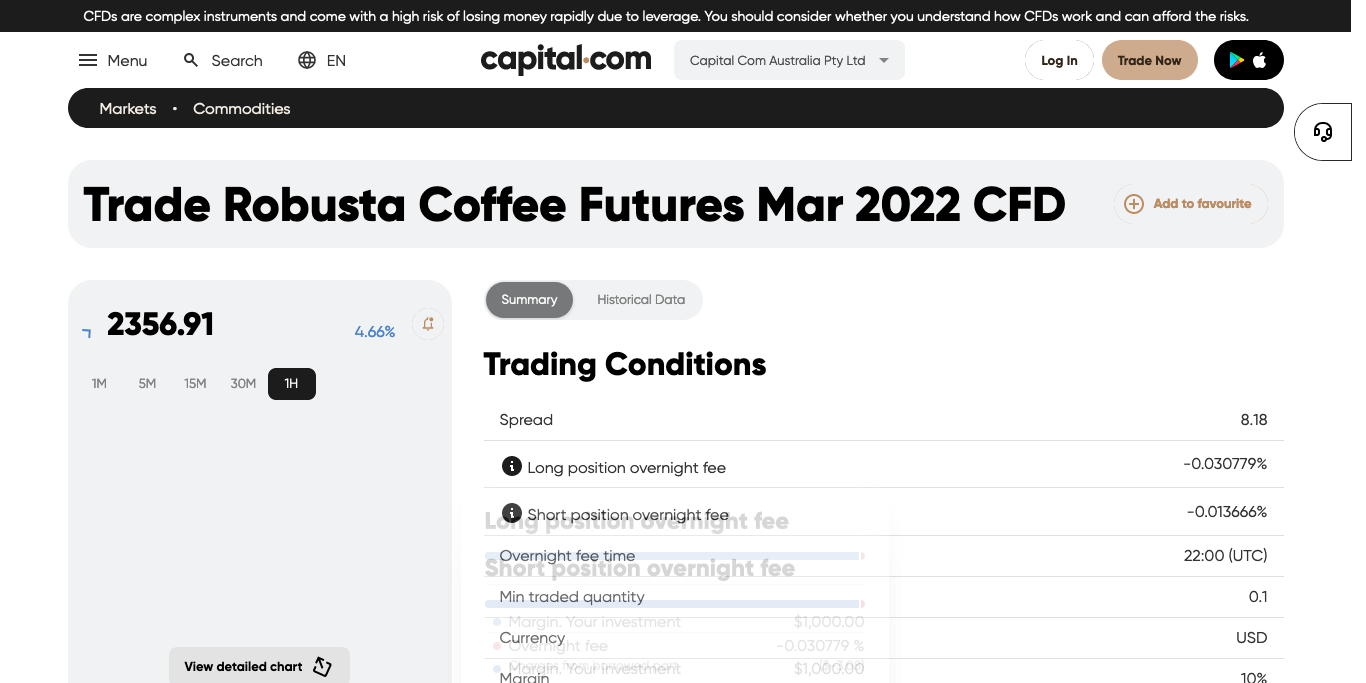 CFDs are complex instruments and come with a high risk of losing money rapidly due to leverage. You should consider whether you understand how CFDs work and can afford the risks.
Menu Search EN capital.com Capital Com Australia Pty Ltd Log In Trade Now
Markets • Commodities
Trade Robusta Coffee Futures Mar 2022 CFD Add to favourite
2356.91 4.66%
1M 5M 15M 30M 1H
View detailed chart
Summary Historical Data
Trading Conditions
Spread 8.18
Long position overnight fee -0.030779%
Short position overnight fee -0.013666%
Long position overnight fee
Overnight fee time 22:00 (UTC)
Short position overnight fee
Min traded quantity 0.1
Margin. Your investment $1,000.00
Currency USD
Overnight fee -0.030779 %
Margin. Your investment $1,000.00
Margin 10%